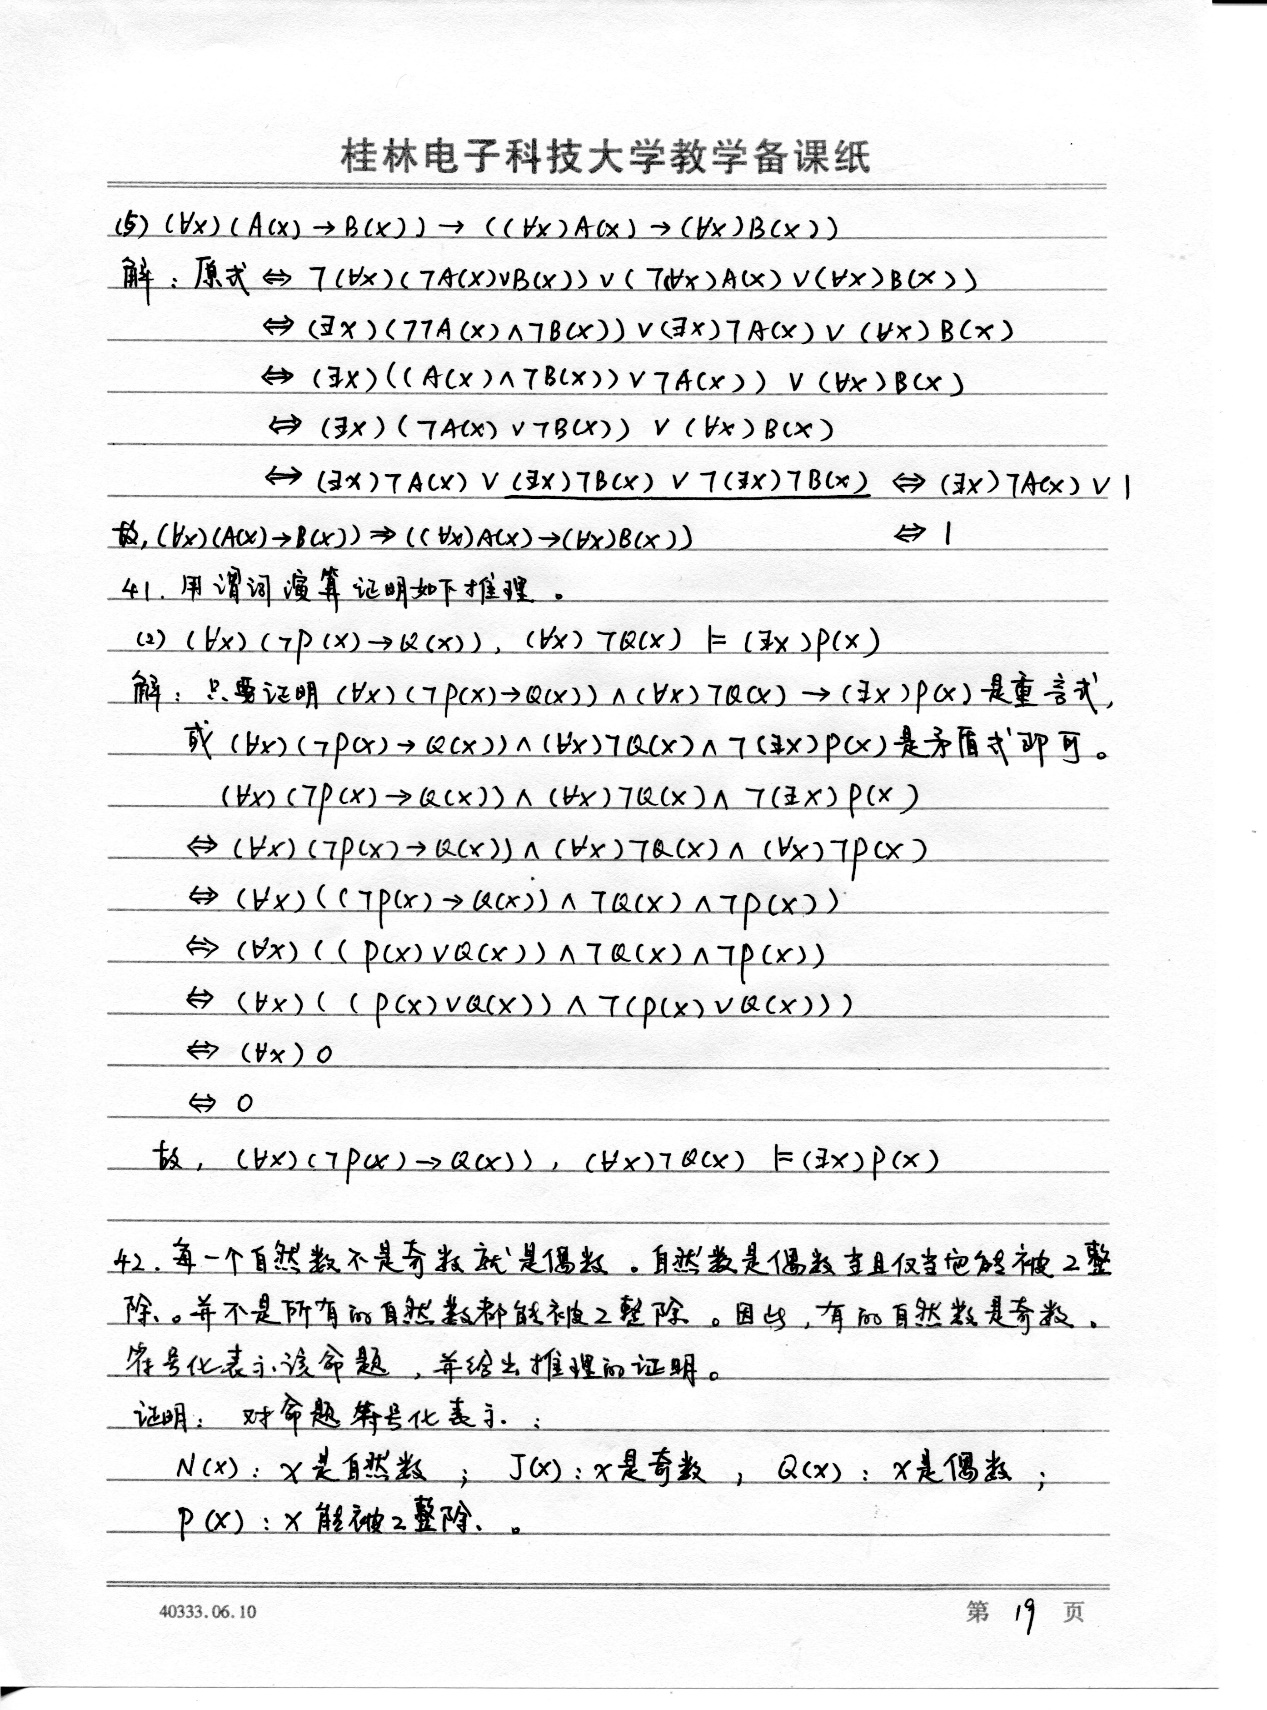 桂林电子科技大学教学备课纸
(5) (∀x)(A(x)→B(x))→((∀x)A(x)→(∀x)B(x))
解：原式⇔ ¬(∀x)(¬A(x)∨B(x))∨(¬(∀x)A(x)∨(∀x)B(x))
⇔(∃x)(¬¬A(x)∧¬B(x))∨(∃x)¬A(x)∨(∀x)B(x)
⇔(∃x)((A(x)∧¬B(x))∨¬A(x))∨(∀x)B(x)
⇔(∃x)(¬A(x)∨¬B(x))∨(∀x)B(x)
⇔(∃x)¬A(x)∨(∃x)¬B(x)∨¬(∃x)¬B(x) ⇔(∃x)¬A(x)∨1
故,(∀x)(A(x)→B(x))⇒((∀x)A(x)→(∀x)B(x)) ⇔1
41. 用谓词演算证明如下推理。
(2) (∀x)(¬P(x)→Q(x)), (∀x)¬Q(x) ⊨ (∃x)P(x)
解：只要证明(∀x)(¬P(x)→Q(x))∧(∀x)¬Q(x)→(∃x)P(x)是重言式,
或(∀x)(¬P(x)→Q(x))∧(∀x)¬Q(x)∧¬(∃x)P(x)是矛盾式即可。
(∀x)(¬P(x)→Q(x))∧(∀x)¬Q(x)∧¬(∃x)P(x)
⇔(∀x)(¬P(x)→Q(x))∧(∀x)¬Q(x)∧(∀x)¬P(x)
⇔(∀x)((¬P(x)→Q(x))∧¬Q(x)∧¬P(x))
⇔(∀x)((P(x)∨Q(x))∧¬Q(x)∧¬P(x))
⇔(∀x)((P(x)∨Q(x))∧¬(P(x)∨Q(x)))
⇔(∀x)0
⇔0
故, (∀x)(¬P(x)→Q(x)), (∀x)¬Q(x) ⊨(∃x)P(x)
42. 每一个自然数不是奇数就是偶数。自然数是偶数当且仅当它能被2整
除。并不是所有的自然数都能被2整除。因此,有的自然数是奇数.
符号化表示该命题,并给出推理的证明。
证明：对命题符号化表示：
N(x)：x是自然数；J(x)：x是奇数；Q(x)：x是偶数；
P(x)：x能被2整除。
40333.06.10
第 19 页